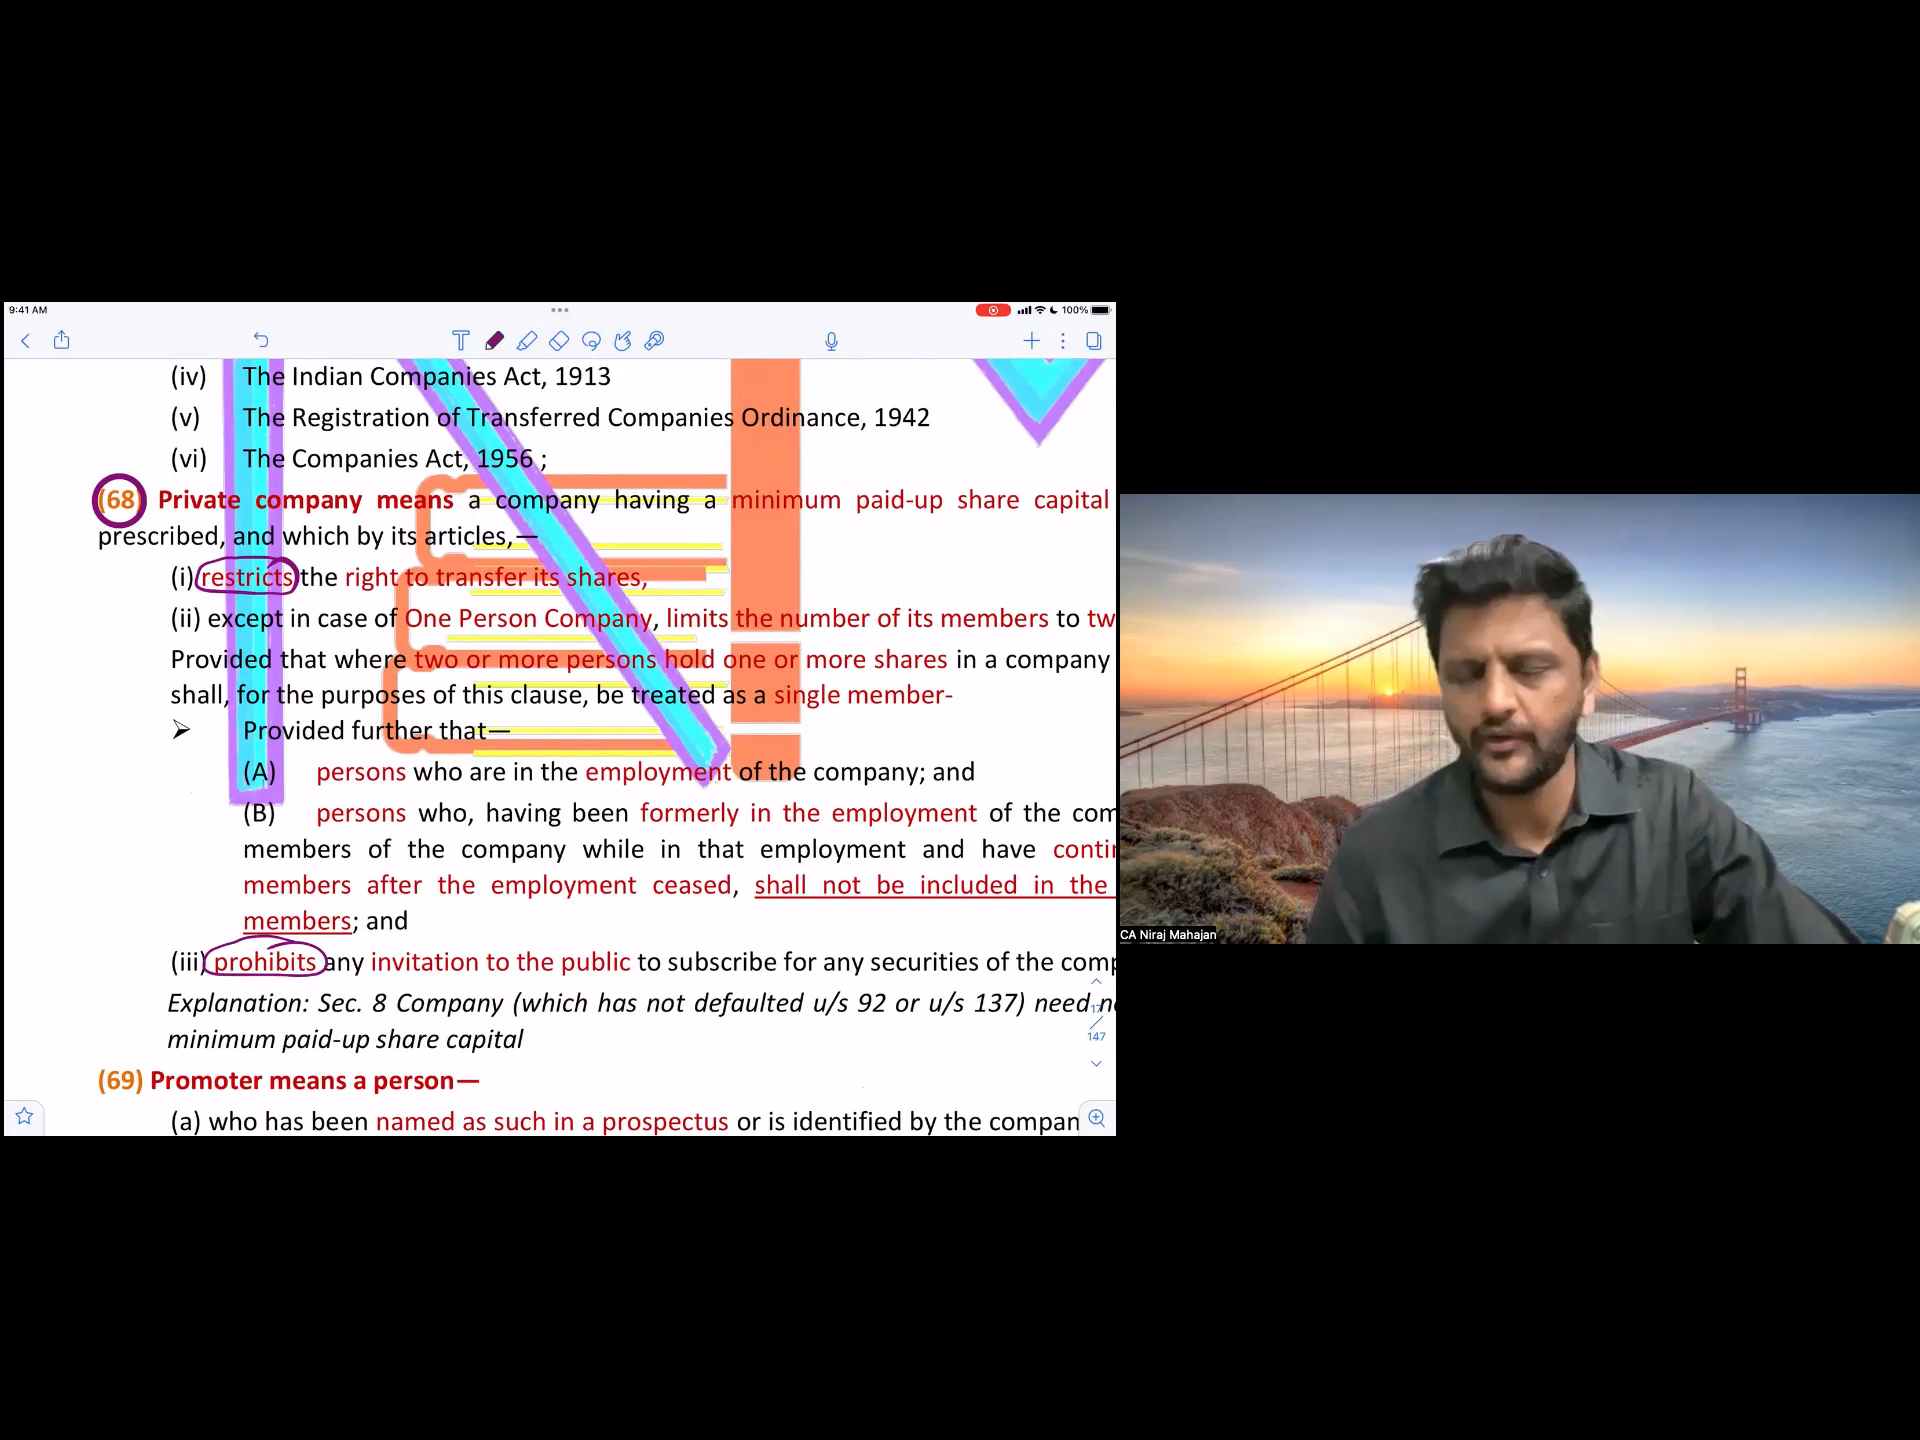 9:41 AM
100%
(iv) The Indian Companies Act, 1913
(v) The Registration of Transferred Companies Ordinance, 1942
(vi) The Companies Act, 1956 ;
(68) Private company means a company having a minimum paid-up share capital
prescribed, and which by its articles,—
(i) restricts the right to transfer its shares,
(ii) except in case of One Person Company, limits the number of its members to tw
Provided that where two or more persons hold one or more shares in a company
shall, for the purposes of this clause, be treated as a single member-
➢ Provided further that—
(A) persons who are in the employment of the company; and
(B) persons who, having been formerly in the employment of the com
members of the company while in that employment and have contin
members after the employment ceased, shall not be included in the
members; and
(iii) prohibits any invitation to the public to subscribe for any securities of the comp
Explanation: Sec. 8 Company (which has not defaulted u/s 92 or u/s 137) need n
minimum paid-up share capital
17
147
(69) Promoter means a person—
(a) who has been named as such in a prospectus or is identified by the compan
CA Niraj Mahajan